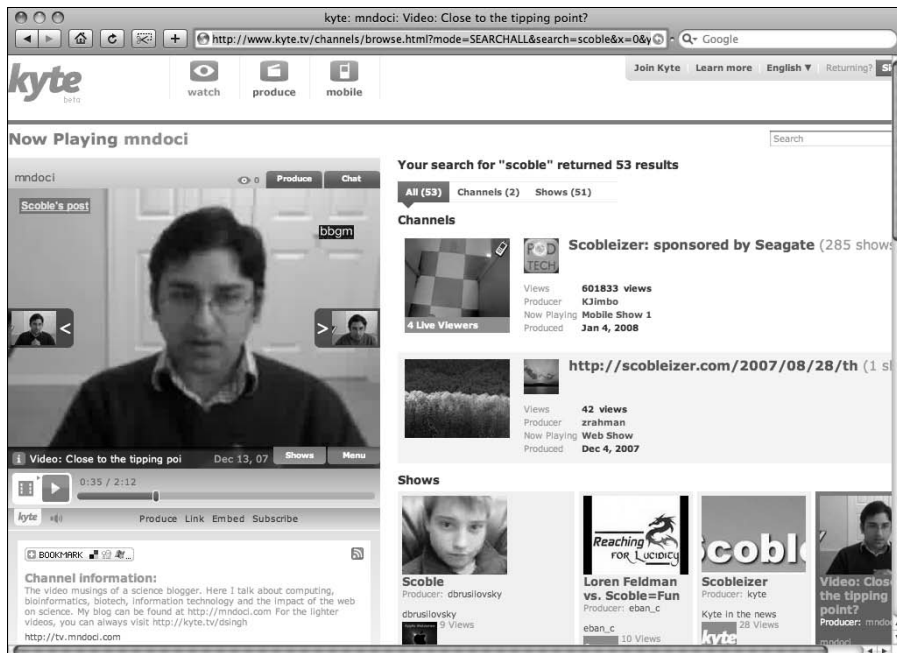 kyte: mndoci: Video: Close to the tipping point?
http://www.kyte.tv/channels/browse.html?mode=SEARCHALL&search=scoble&x=0&y
Google
kyte
beta
watch
produce
mobile
Join Kyte
Learn more
English ▼
Returning?
Now Playing mndoci
Search
mndoci
0
Produce
Chat
Scoble's post
bbgm
<
>
i Video: Close to the tipping poi
Dec 13, 07
Shows
Menu
0:35 / 2:12
kyte
Produce Link Embed Subscribe
BOOKMARK
Channel information:
The video musings of a science blogger. Here I talk about computing,
bioinformatics, biotech, information technology and the impact of the web
on science. My blog can be found at http://mndoci.com For the lighter
videos, you can always visit http://kyte.tv/dsingh
http://tv.mndoci.com
Your search for "scoble" returned 53 results
All (53)
Channels (2)
Shows (51)
Channels
4 Live Viewers
POD
TECH
Scobleizer: sponsored by Seagate (285 shows
Views 601833 views
Producer KJimbo
Now Playing Mobile Show 1
Produced Jan 4, 2008
http://scobleizer.com/2007/08/28/th (1 sl
Views 42 views
Producer zrahman
Now Playing Web Show
Produced Dec 4, 2007
Shows
Scoble
Producer: dbrusilovsky
dbrusilovsky
9 Views
Reaching
FOR LUCIDITY
Loren Feldman
vs. Scoble=Fun
Producer: eban_c
eban_c
10 Views
scoble
Scobleizer
Producer: kyte
Kyte in the news
28 Views
kyte
Video: Clos
the tipping
point?
Producer: mndo
mndoci